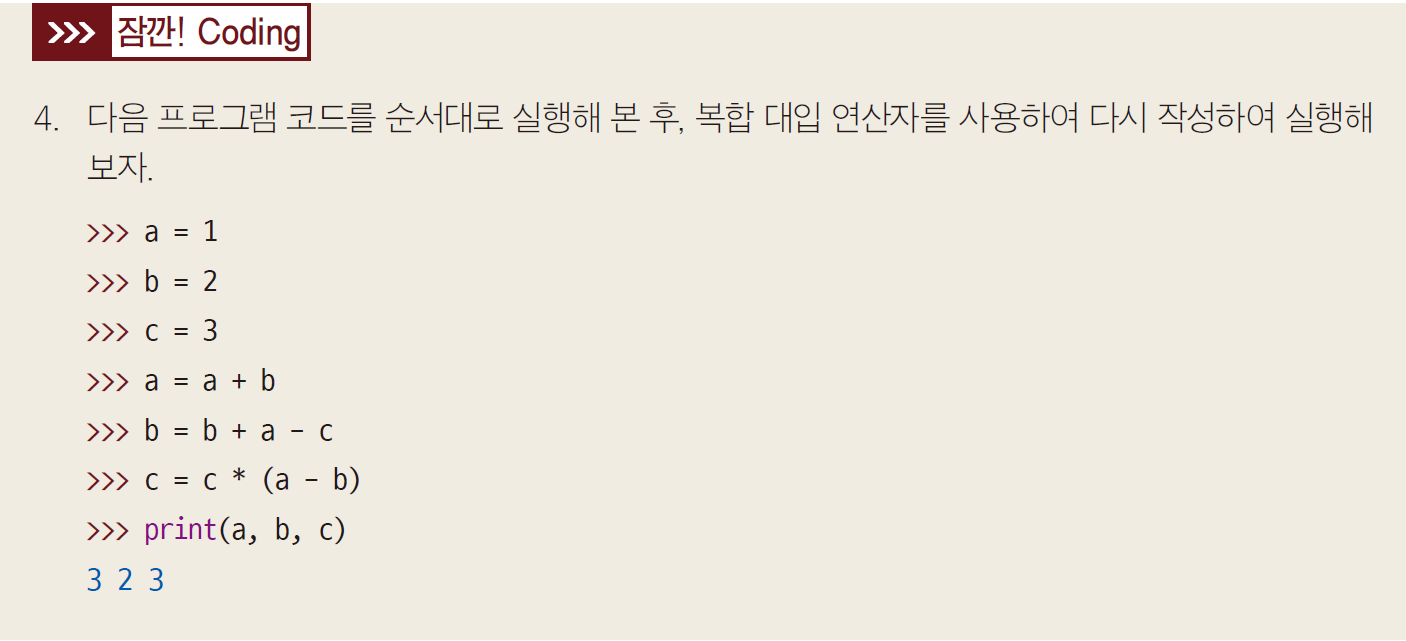 >>> 잠깐! Coding
4. 다음 프로그램 코드를 순서대로 실행해 본 후, 복합 대입 연산자를 사용하여 다시 작성하여 실행해
보자.
>>> a = 1
>>> b = 2
>>> c = 3
>>> a = a + b
>>> b = b + a - c
>>> c = c * (a - b)
>>> print(a, b, c)
3 2 3